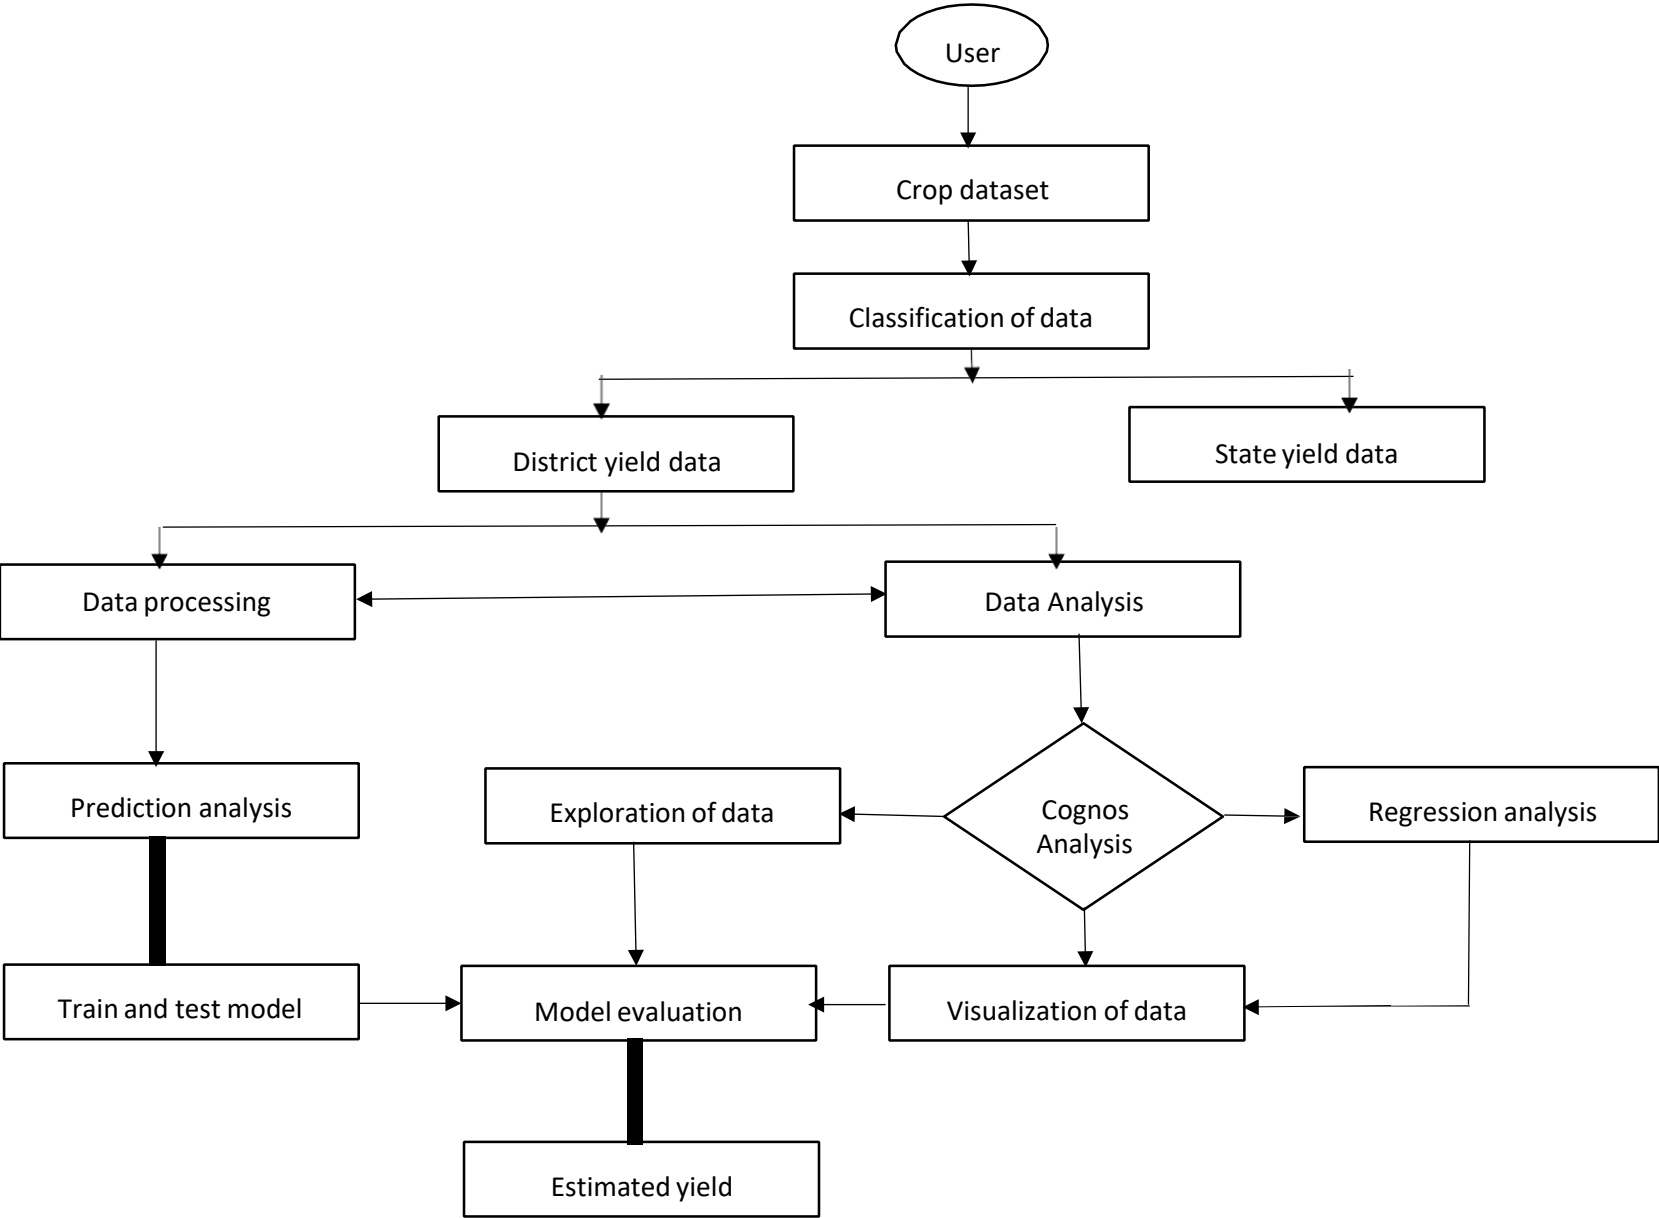 User
Crop dataset
Classification of data
District yield data
State yield data
Data processing
Data Analysis
Prediction analysis
Exploration of data
Cognos
Analysis
Regression analysis
Train and test model
Model evaluation
Visualization of data
Estimated yield